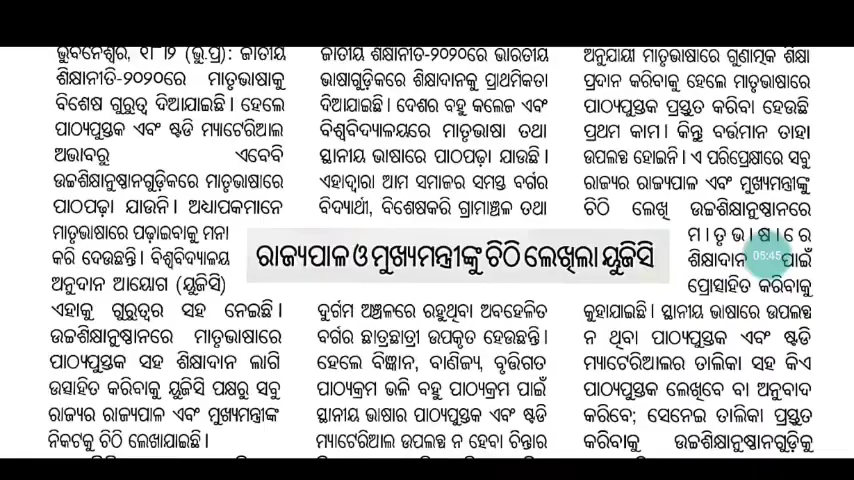 ଭୁବନେଶ୍ୱର, ୧୮।୨ (ଭୁ.ପ୍ର): ଜାତୀୟ
ଶିକ୍ଷାନୀତି-୨୦୨୦ରେ ମାତୃଭାଷାକୁ
ବିଶେଷ ଗୁରୁତ୍ୱ ଦିଆଯାଇଛି। ହେଲେ
ପାଠ୍ୟପୁସ୍ତକ ଏବଂ ଷ୍ଟଡି ମ୍ୟାଟେରିଆଲ
ଅଭାବରୁ ଏବେବି
ଉଚ୍ଚଶିକ୍ଷାନୁଷ୍ଠାନଗୁଡ଼ିକରେ ମାତୃଭାଷାରେ
ପାଠପଢ଼ା ଯାଉନି। ଅଧ୍ୟାପକମାନେ
ମାତୃଭାଷାରେ ପଢ଼ାଇବାକୁ ମନା
କରି ଦେଉଛନ୍ତି। ବିଶ୍ୱବିଦ୍ୟାଳୟ
ଅନୁଦାନ ଆୟୋଗ (ୟୁଜିସି)
ଏହାକୁ ଗୁରୁତ୍ୱର ସହ ନେଇଛି।
ଉଚ୍ଚଶିକ୍ଷାନୁଷ୍ଠାନରେ ମାତୃଭାଷାରେ
ପାଠ୍ୟପୁସ୍ତକ ସହ ଶିକ୍ଷାଦାନ ଲାଗି
ଉତ୍ସାହିତ କରିବାକୁ ୟୁଜିସି ପକ୍ଷରୁ ସବୁ
ରାଜ୍ୟର ରାଜ୍ୟପାଳ ଏବଂ ମୁଖ୍ୟମନ୍ତ୍ରୀଙ୍କ
ନିକଟକୁ ଚିଠି ଲେଖାଯାଇଛି।
ରାଜ୍ୟପାଳ ଓ ମୁଖ୍ୟମନ୍ତ୍ରୀଙ୍କୁ ଚିଠି ଲେଖିଲା ୟୁଜିସି
ଜାତୀୟ ଶିକ୍ଷାନୀତି-୨୦୨୦ରେ ଭାରତୀୟ
ଭାଷାଗୁଡ଼ିକରେ ଶିକ୍ଷାଦାନକୁ ପ୍ରାଥମିକତା
ଦିଆଯାଇଛି। ଦେଶର ବହୁ କଲେଜ ଏବଂ
ବିଶ୍ୱବିଦ୍ୟାଳୟରେ ମାତୃଭାଷା ତଥା
ସ୍ଥାନୀୟ ଭାଷାରେ ପାଠପଢ଼ା ଯାଉଛି।
ଏହାଦ୍ୱାରା ଆମ ସମାଜର ସମସ୍ତ ବର୍ଗର
ବିଦ୍ୟାର୍ଥୀ, ବିଶେଷକରି ଗ୍ରାମାଞ୍ଚଳ ତଥା
ଦୁର୍ଗମ ଅଞ୍ଚଳରେ ରହୁଥିବା ଅବହେଳିତ
ବର୍ଗର ଛାତ୍ରଛାତ୍ରୀ ଉପକୃତ ହେଉଛନ୍ତି।
ହେଲେ ବିଜ୍ଞାନ, ବାଣିଜ୍ୟ, ବୃତ୍ତିଗତ
ପାଠ୍ୟକ୍ରମ ଭଳି ବହୁ ପାଠ୍ୟକ୍ରମ ପାଇଁ
ସ୍ଥାନୀୟ ଭାଷାର ପାଠ୍ୟପୁସ୍ତକ ଏବଂ ଷ୍ଟଡି
ମ୍ୟାଟେରିଆଲ ଉପଲବ୍ଧ ନ ହେବା ଚିନ୍ତାର
ଅନୁଯାୟୀ ମାତୃଭାଷାରେ ଗୁଣାତ୍ମକ ଶିକ୍ଷା
ପ୍ରଦାନ କରିବାକୁ ହେଲେ ମାତୃଭାଷାରେ
ପାଠ୍ୟପୁସ୍ତକ ପ୍ରସ୍ତୁତ କରିବା ହେଉଛି
ପ୍ରଥମ କାମ। କିନ୍ତୁ ବର୍ତ୍ତମାନ ତାହା
ଉପଲବ୍ଧ ହୋଇନି। ଏ ପରିପ୍ରେକ୍ଷୀରେ ସବୁ
ରାଜ୍ୟର ରାଜ୍ୟପାଳ ଏବଂ ମୁଖ୍ୟମନ୍ତ୍ରୀଙ୍କୁ
ଚିଠି ଲେଖି ଉଚ୍ଚଶିକ୍ଷାନୁଷ୍ଠାନରେ
ମାତୃଭାଷାରେ
ଶିକ୍ଷାଦାନ ପାଇଁ
05:45
ପ୍ରୋତ୍ସାହିତ କରିବାକୁ
କୁହାଯାଇଛି। ସ୍ଥାନୀୟ ଭାଷାରେ ଉପଲବ୍ଧ
ନ ଥିବା ପାଠ୍ୟପୁସ୍ତକ ଏବଂ ଷ୍ଟଡି
ମ୍ୟାଟେରିଆଲର ତାଲିକା ସହ କିଏ
ପାଠ୍ୟପୁସ୍ତକ ଲେଖିବେ ବା ଅନୁବାଦ
କରିବେ; ସେନେଇ ତାଲିକା ପ୍ରସ୍ତୁତ
କରିବାକୁ ଉଚ୍ଚଶିକ୍ଷାନୁଷ୍ଠାନଗୁଡ଼ିକୁ